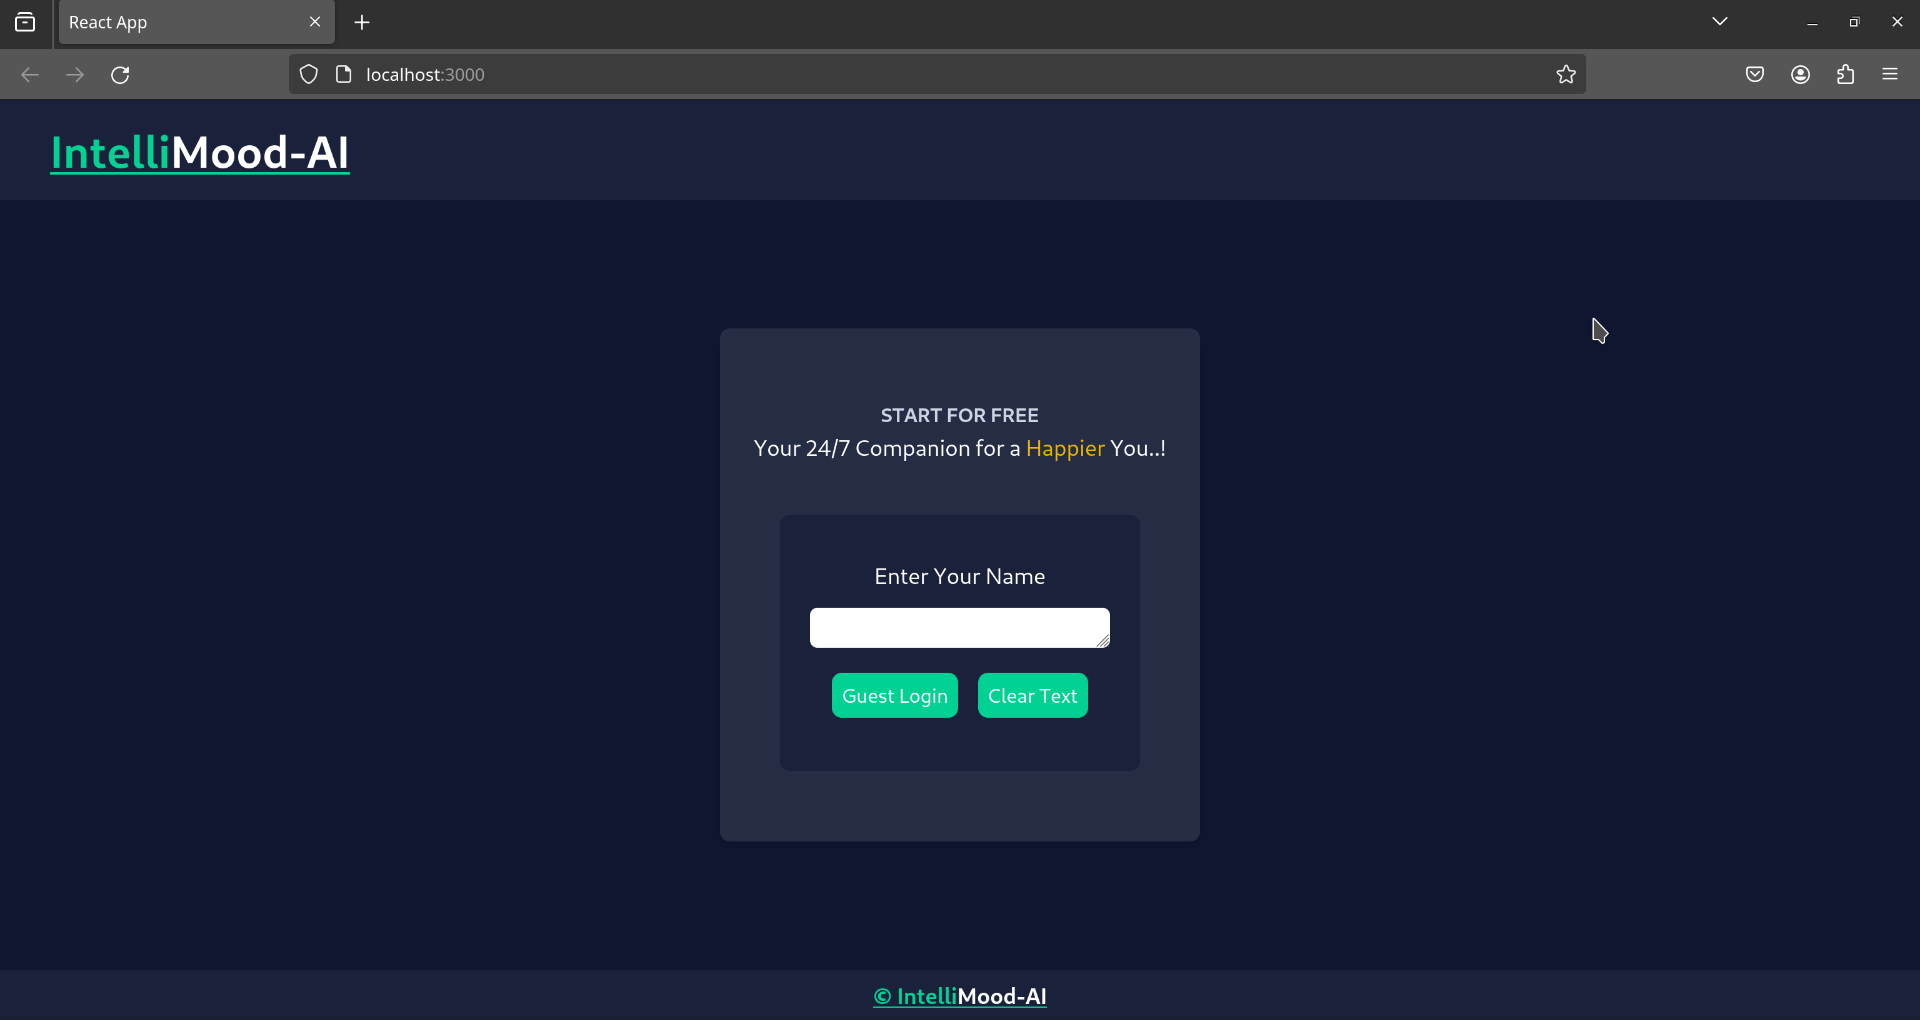 React App
localhost:3000
IntelliMood-AI
START FOR FREE
Your 24/7 Companion for a Happier You..!
Enter Your Name
Guest Login Clear Text
© IntelliMood-AI